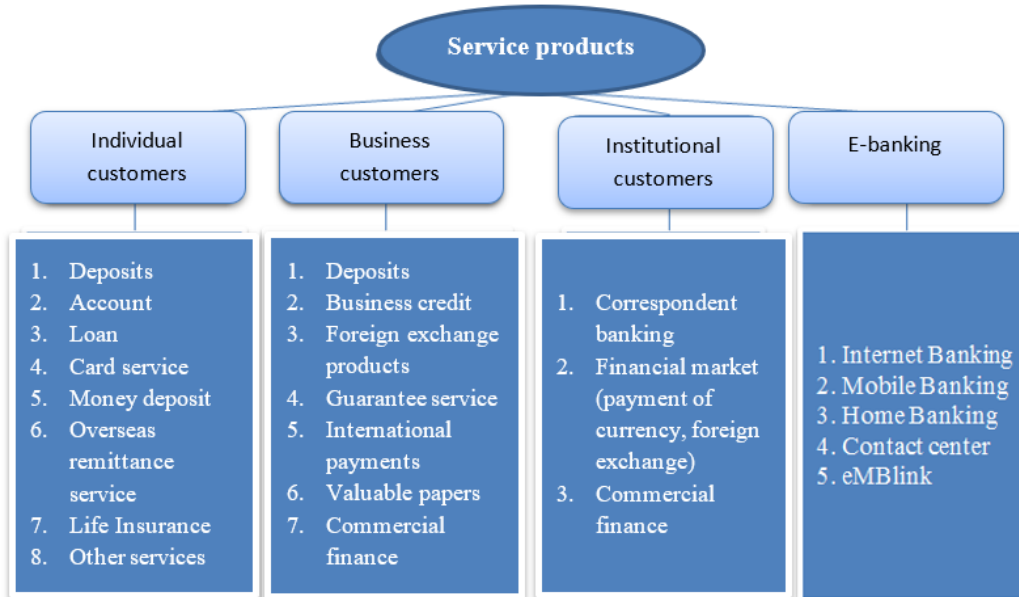 Service products
Individual
customers
Business
customers
Institutional
customers
E-banking
1. Deposits
2. Account
3. Loan
4. Card service
5. Money deposit
6. Overseas
remittance
service
7. Life Insurance
8. Other services
1. Deposits
2. Business credit
3. Foreign exchange
products
4. Guarantee service
5. International
payments
6. Valuable papers
7. Commercial
finance
1. Correspondent
banking
2. Financial market
(payment of
currency, foreign
exchange)
3. Commercial
finance
1. Internet Banking
2. Mobile Banking
3. Home Banking
4. Contact center
5. eMBlink